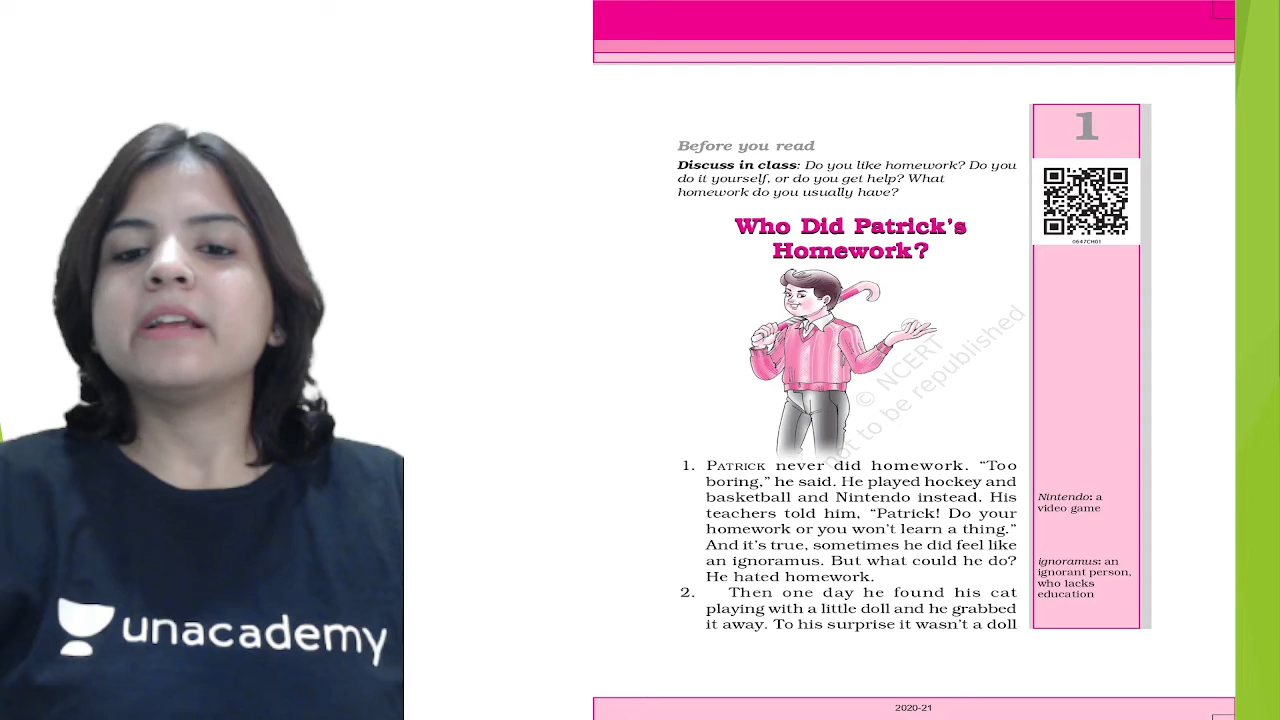 unacademy
1
0647CH01
Before you read
Discuss in class: Do you like homework? Do you
do it yourself, or do you get help? What
homework do you usually have?
Who Did Patrick's
Homework?
© NCERT
not to be republished
1. PATRICK never did homework. “Too
boring,” he said. He played hockey and
basketball and Nintendo instead. His
teachers told him, “Patrick! Do your
homework or you won't learn a thing.”
And it's true, sometimes he did feel like
an ignoramus. But what could he do?
He hated homework.
2. Then one day he found his cat
playing with a little doll and he grabbed
it away. To his surprise it wasn't a doll
Nintendo: a
video game
ignoramus: an
ignorant person,
who lacks
education
2020-21